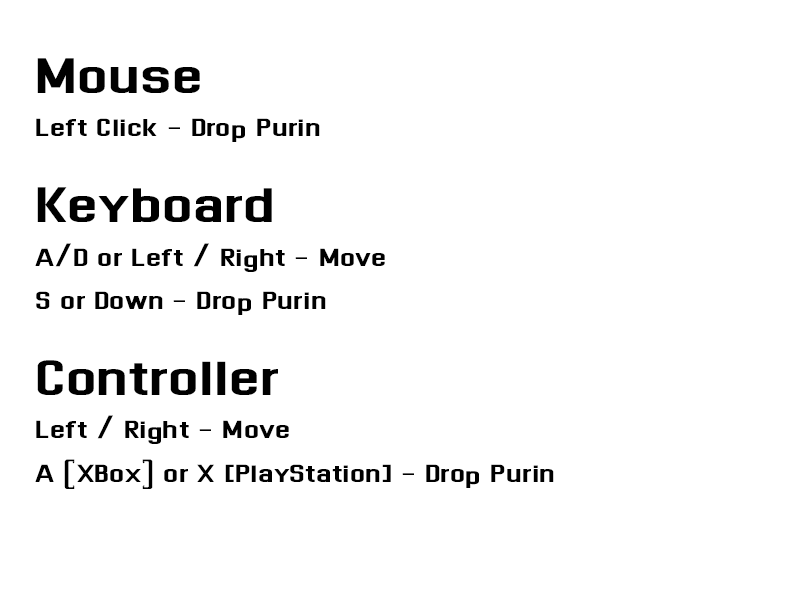 Mouse
Left Click - Drop Purin
Keyboard
A/D or Left / Right - Move
S or Down - Drop Purin
Controller
Left / Right - Move
A [XBox] or X [PlayStation] - Drop Purin